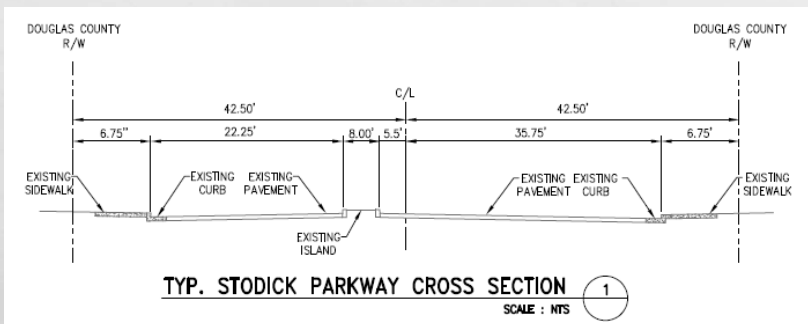 DOUGLAS COUNTY
R/W
DOUGLAS COUNTY
R/W
C/L
42.50'
42.50'
6.75"
22.25'
8.00'
5.5'
35.75'
6.75'
EXISTING
SIDEWALK
EXISTING
CURB
EXISTING
PAVEMENT
EXISTING
ISLAND
EXISTING
PAVEMENT
EXISTING
CURB
EXISTING
SIDEWALK
TYP. STODICK PARKWAY CROSS SECTION
1
SCALE : NTS